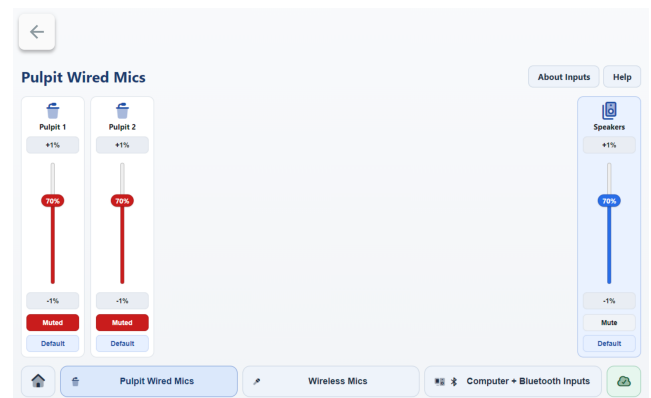 Pulpit Wired Mics
About Inputs
Help
Pulpit 1
Pulpit 2
Speakers
+1%
+1%
+1%
70%
70%
70%
-1%
-1%
-1%
Muted
Muted
Mute
Default
Default
Default
Pulpit Wired Mics
Wireless Mics
Computer + Bluetooth Inputs